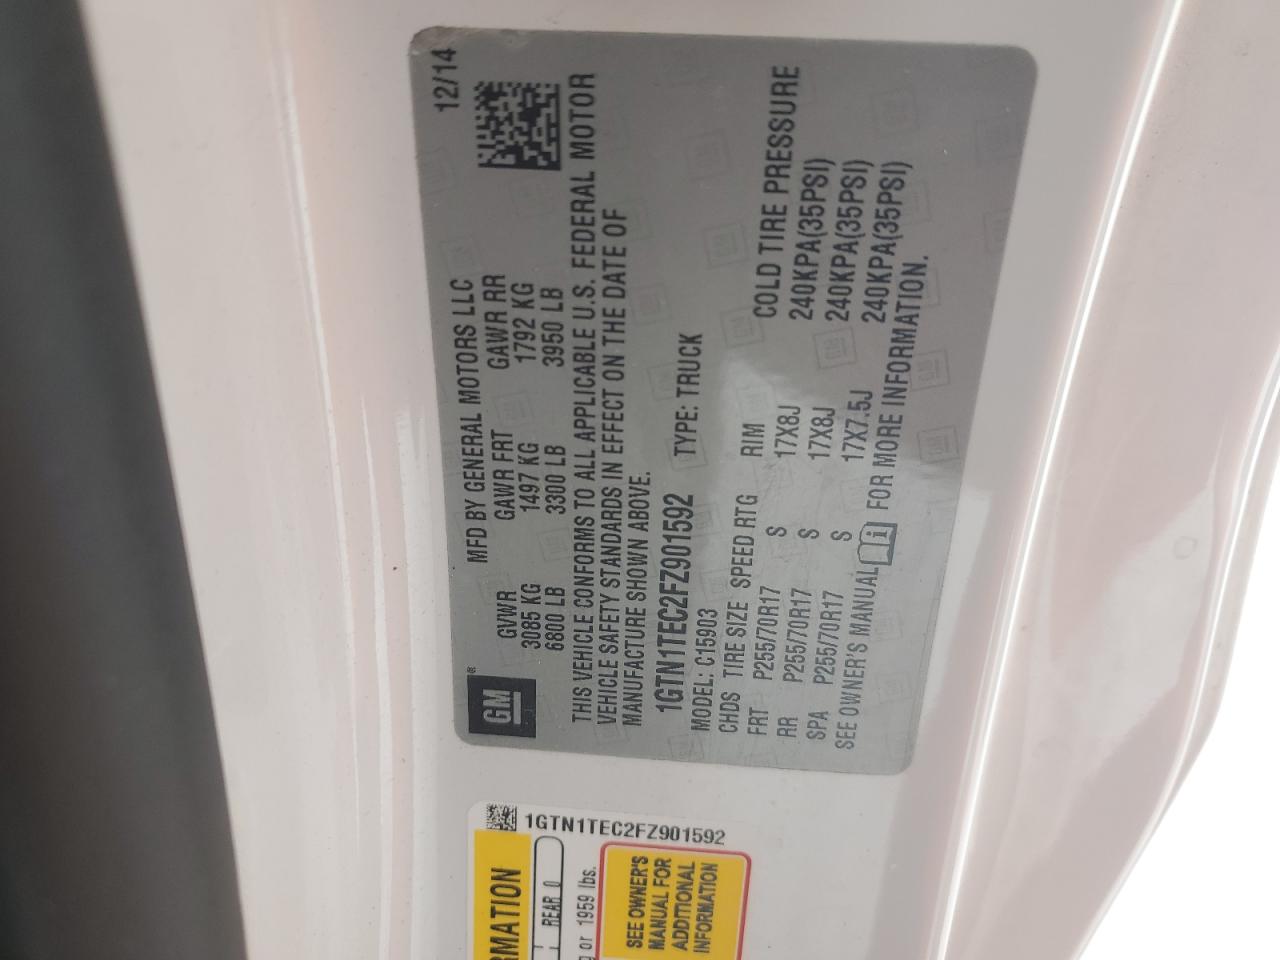 12/14
MFD BY GENERAL MOTORS LLC
GM®
GVWR GAWR FRT GAWR RR
3085 KG 1497 KG 1792 KG
6800 LB 3300 LB 3950 LB
THIS VEHICLE CONFORMS TO ALL APPLICABLE U.S. FEDERAL MOTOR
VEHICLE SAFETY STANDARDS IN EFFECT ON THE DATE OF
MANUFACTURE SHOWN ABOVE.
1GTN1TEC2FZ901592 TYPE: TRUCK
MODEL: C15903
CHDS TIRE SIZE SPEED RTG RIM COLD TIRE PRESSURE
FRT P255/70R17 S 17X8J 240KPA(35PSI)
RR P255/70R17 S 17X8J 240KPA(35PSI)
SPA P255/70R17 S 17X7.5J 240KPA(35PSI)
SEE OWNER'S MANUAL FOR MORE INFORMATION.
1GTN1TEC2FZ901592
RMATION
REAR 0
or 1959 lbs.
SEE OWNER'S
MANUAL FOR
ADDITIONAL
INFORMATION